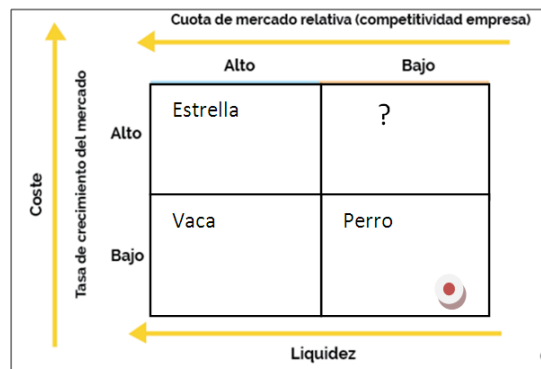 Cuota de mercado relativa (competitividad empresa)
Alto
Bajo
Coste
Tasa de crecimiento del mercado
Alto
Estrella
?
Bajo
Vaca
Perro
Liquidez